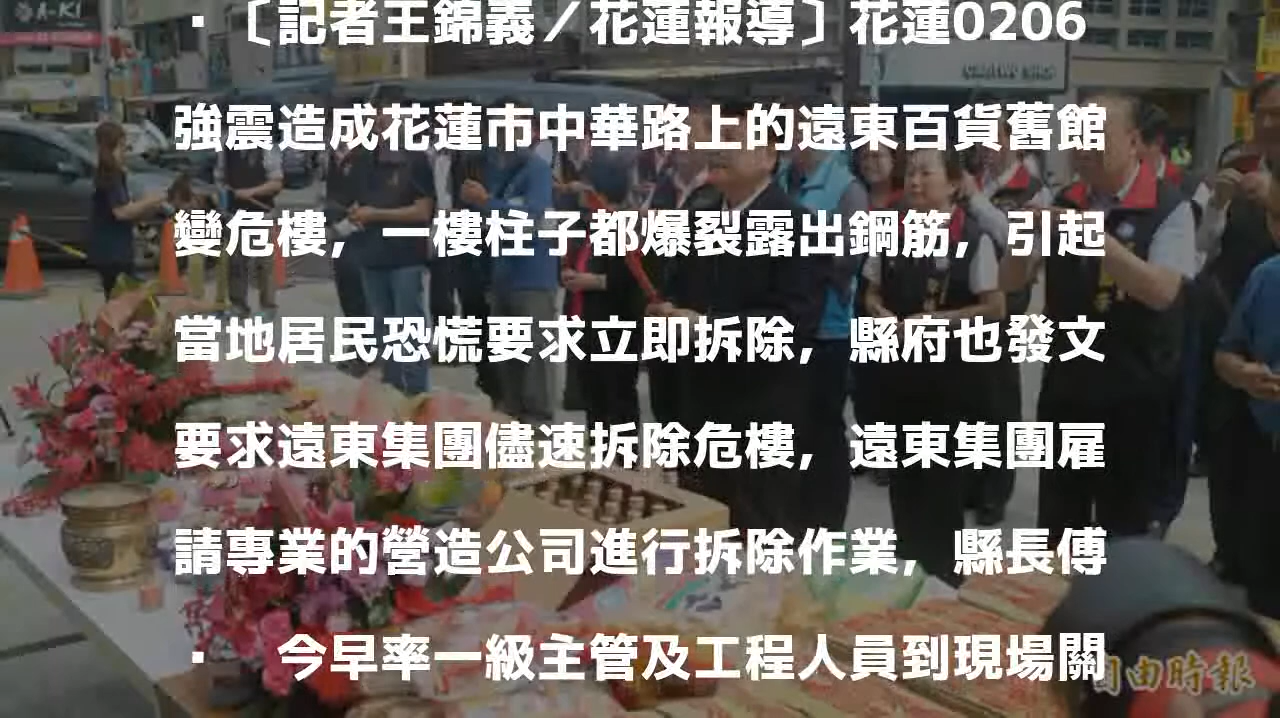 ·〔記者王錦義／花蓮報導〕花蓮0206
強震造成花蓮市中華路上的遠東百貨舊館
變危樓，一樓柱子都爆裂露出鋼筋，引起
當地居民恐慌要求立即拆除，縣府也發文
要求遠東集團儘速拆除危樓，遠東集團雇
請專業的營造公司進行拆除作業，縣長傅
·　今早率一級主管及工程人員到現場關
自由時報
A-KI